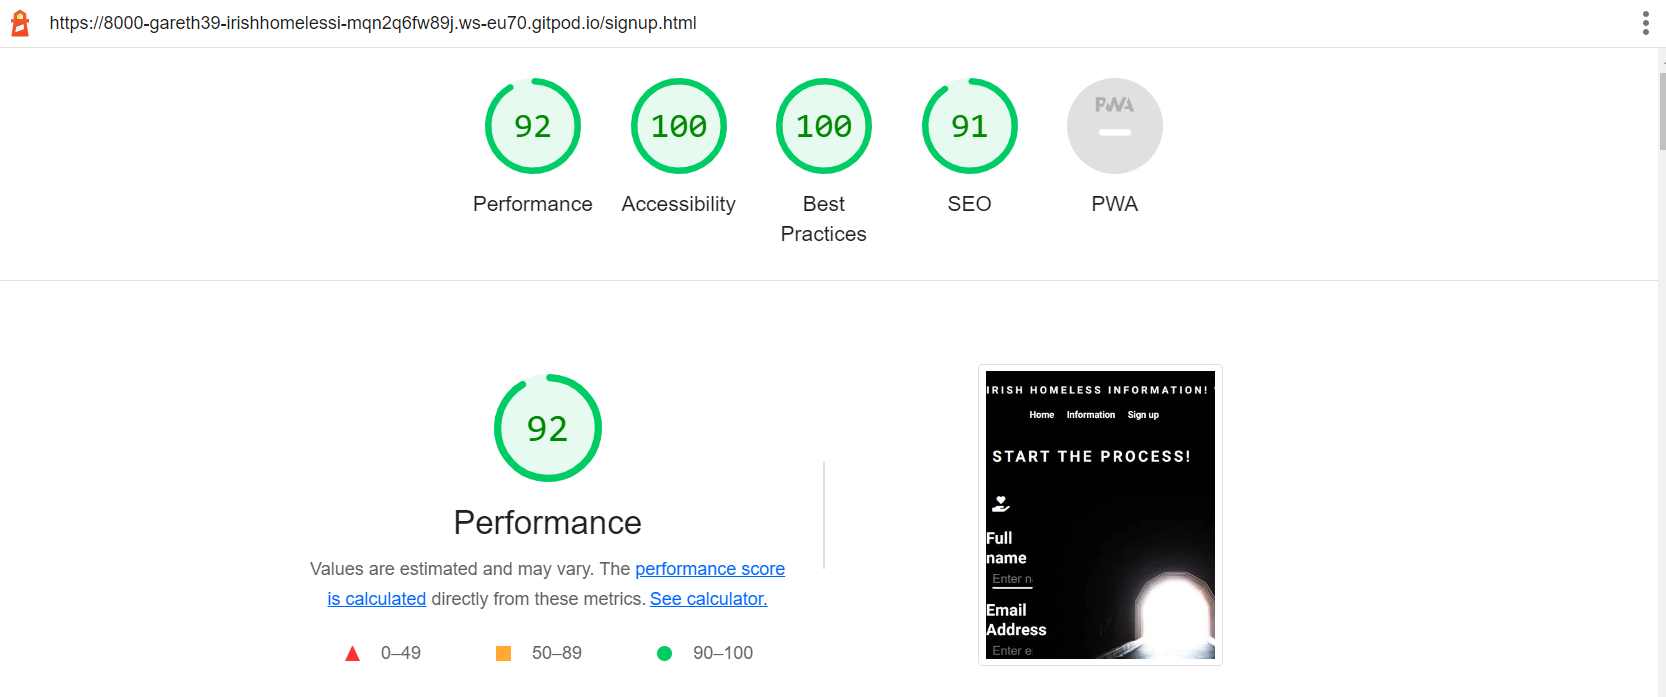 https://8000-gareth39-irishhomelessi-mqn2q6fw89j.ws-eu70.gitpod.io/signup.html
92
100
100
91
PWA
Performance
Accessibility
Best
Practices
SEO
PWA
92
Performance
Values are estimated and may vary. The performance score
is calculated directly from these metrics. See calculator.
0–49
50–89
90–100
IRISH HOMELESS INFORMATION!
Home Information Sign up
START THE PROCESS!
Full
name
Enter n
Email
Address
Enter e